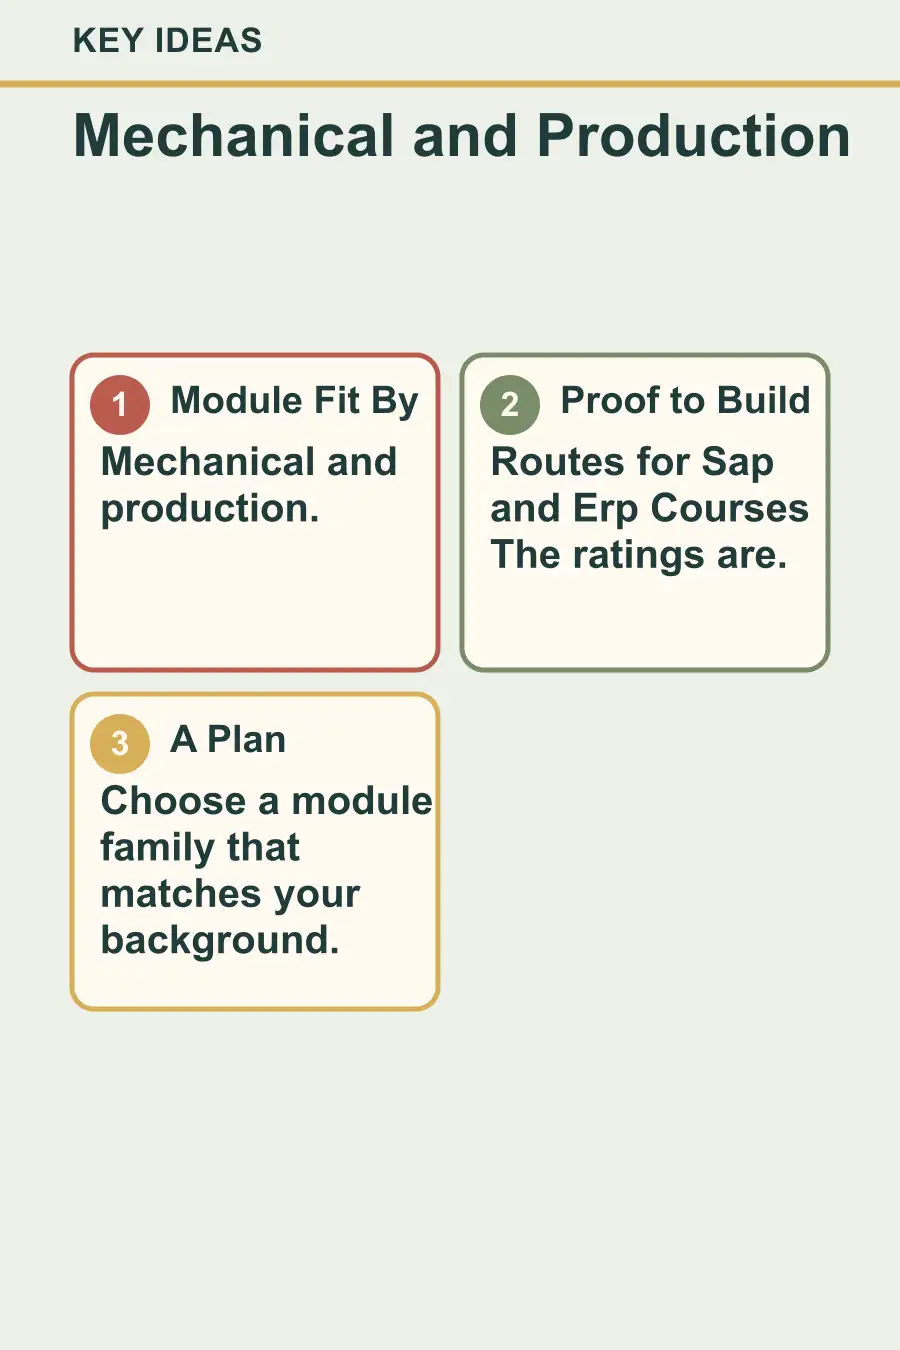 KEY IDEAS
Mechanical and Production
1 Module Fit By
Mechanical and
production.
2 Proof to Build
Routes for Sap
and Erp Courses
The ratings are.
3 A Plan
Choose a module
family that
matches your
background.